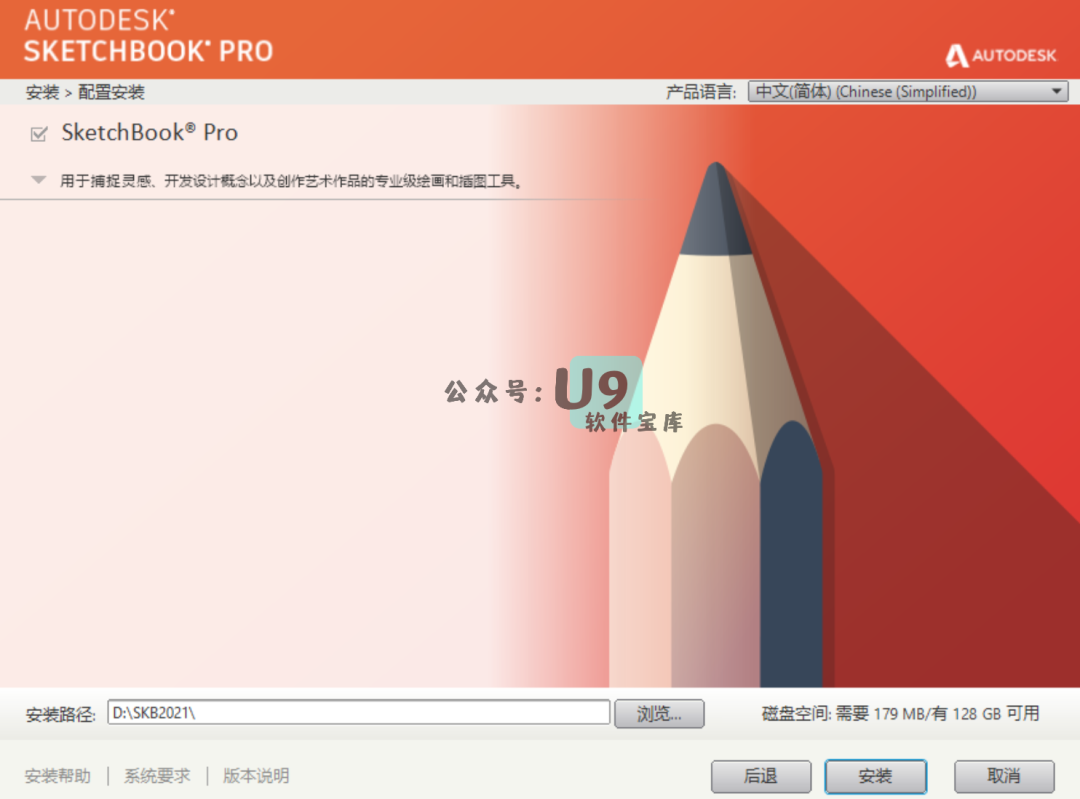 AUTODESK®
SKETCHBOOK® PRO
AUTODESK
安装 > 配置安装
产品语言: 中文(简体) (Chinese (Simplified))
SketchBook® Pro
用于捕捉灵感、开发设计概念以及创作艺术作品的专业级绘画和插图工具。
公众号: U9
软件宝库
安装路径: D:\SKB2021\ 浏览... 磁盘空间: 需要 179 MB/有 128 GB 可用
安装帮助 | 系统要求 | 版本说明 后退 安装 取消